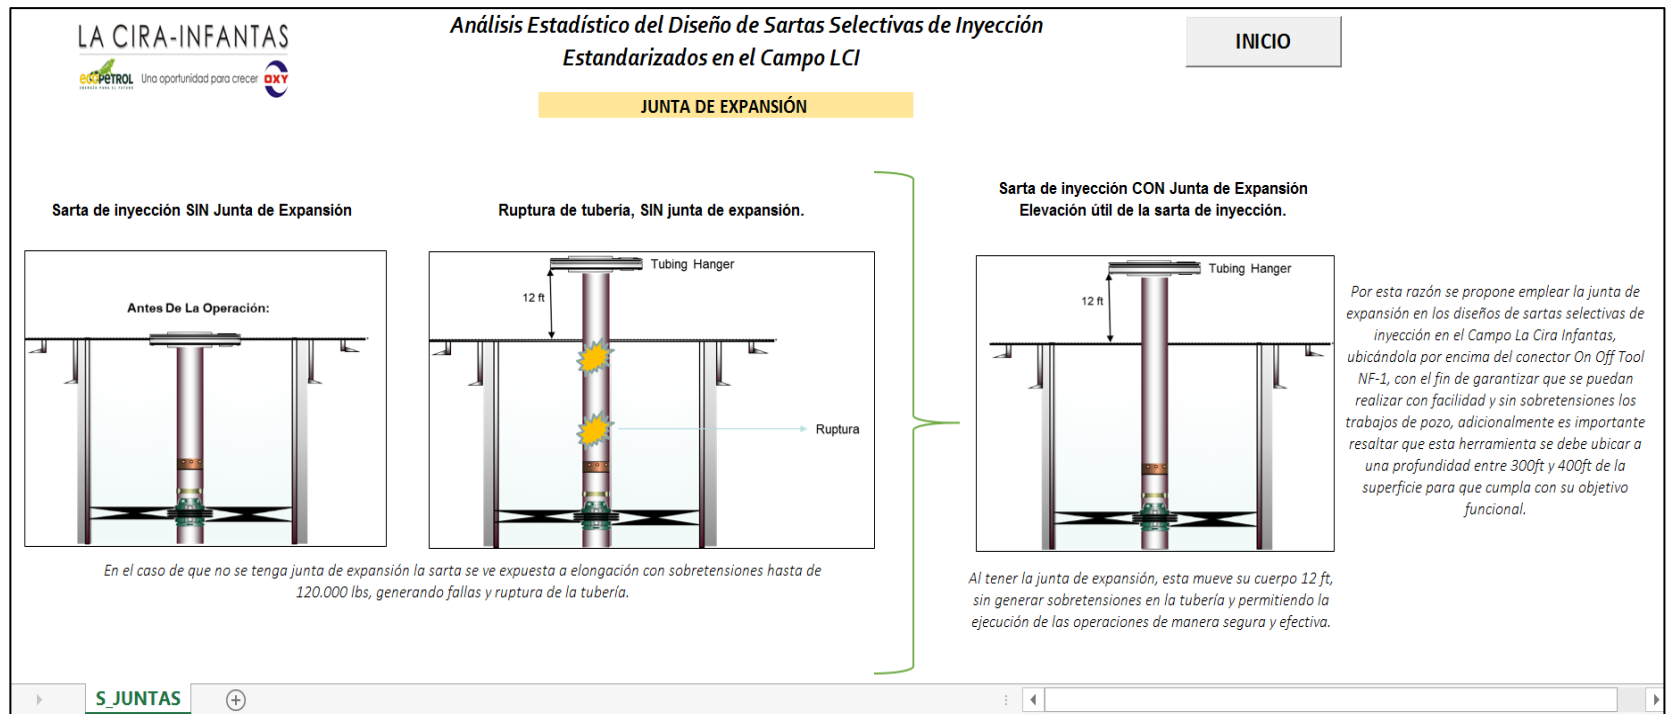 LA CIRA-INFANTAS
ecopetrol Una oportunidad para crecer OXY
ENERGÍA PARA EL FUTURO
Análisis Estadístico del Diseño de Sartas Selectivas de Inyección
Estandarizados en el Campo LCI
INICIO
JUNTA DE EXPANSIÓN
Sarta de inyección SIN Junta de Expansión
Antes De La Operación:
Ruptura de tubería, SIN junta de expansión.
Tubing Hanger
12 ft
Ruptura
En el caso de que no se tenga junta de expansión la sarta se ve expuesta a elongación con sobretensiones hasta de
120.000 lbs, generando fallas y ruptura de la tubería.
Sarta de inyección CON Junta de Expansión
Elevación útil de la sarta de inyección.
Tubing Hanger
12 ft
Al tener la junta de expansión, esta mueve su cuerpo 12 ft,
sin generar sobretensiones en la tubería y permitiendo la
ejecución de las operaciones de manera segura y efectiva.
Por esta razón se propone emplear la junta de
expansión en los diseños de sartas selectivas de
inyección en el Campo La Cira Infantas,
ubicándola por encima del conector On Off Tool
NF-1, con el fin de garantizar que se puedan
realizar con facilidad y sin sobretensiones los
trabajos de pozo, adicionalmente es importante
resaltar que esta herramienta se debe ubicar a
una profundidad entre 300ft y 400ft de la
superficie para que cumpla con su objetivo
funcional.
S_JUNTAS